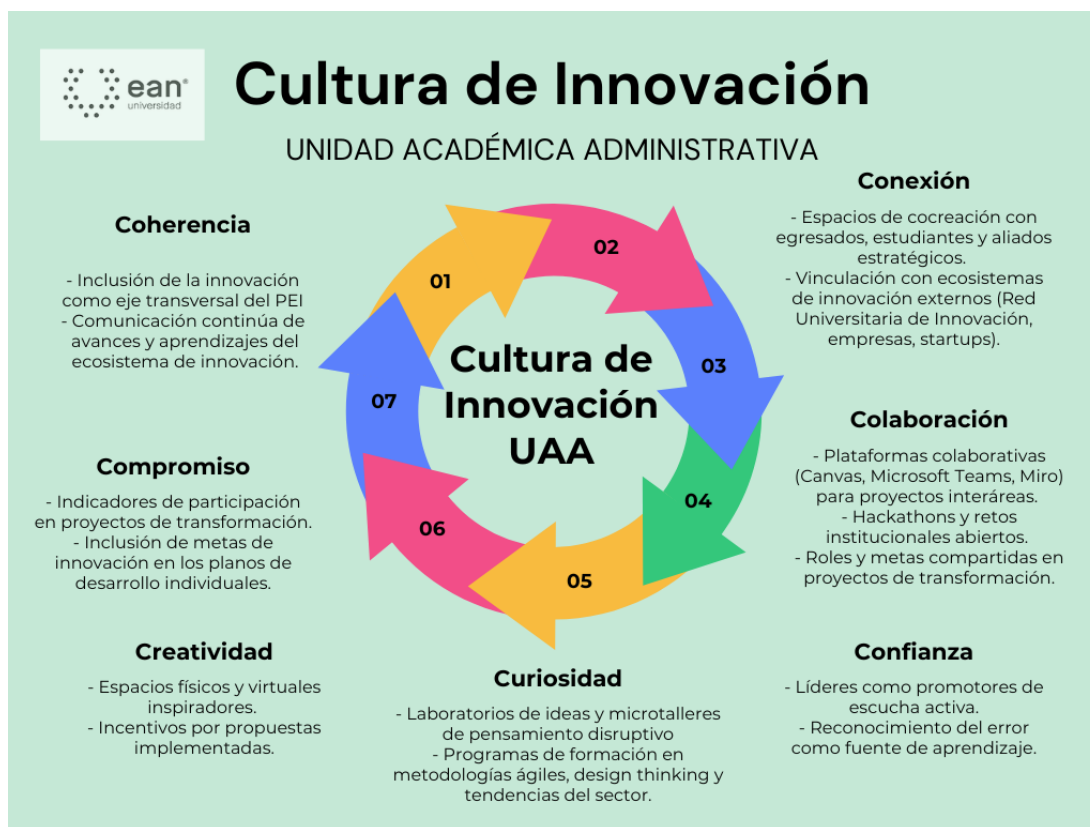 ean®
universidad
Cultura de Innovación
UNIDAD ACADÉMICA ADMINISTRATIVA
Coherencia
- Inclusión de la innovación
como eje transversal del PEI
- Comunicación continúa de
avances y aprendizajes del
ecosistema de innovación.
Conexión
- Espacios de cocreación con
egresados, estudiantes y aliados
estratégicos.
- Vinculación con ecosistemas
de innovación externos (Red
Universitaria de Innovación,
empresas, startups).
01
02
03
04
05
06
07
Cultura de
Innovación
UAA
Colaboración
- Plataformas colaborativas
(Canvas, Microsoft Teams, Miro)
para proyectos interáreas.
- Hackathons y retos
institucionales abiertos.
- Roles y metas compartidas en
proyectos de transformación.
Compromiso
- Indicadores de participación
en proyectos de transformación.
- Inclusión de metas de
innovación en los planos de
desarrollo individuales.
Creatividad
- Espacios físicos y virtuales
inspiradores.
- Incentivos por propuestas
implementadas.
Curiosidad
- Laboratorios de ideas y microtalleres
de pensamiento disruptivo
- Programas de formación en
metodologías ágiles, design thinking y
tendencias del sector.
Confianza
- Líderes como promotores de
escucha activa.
- Reconocimiento del error
como fuente de aprendizaje.